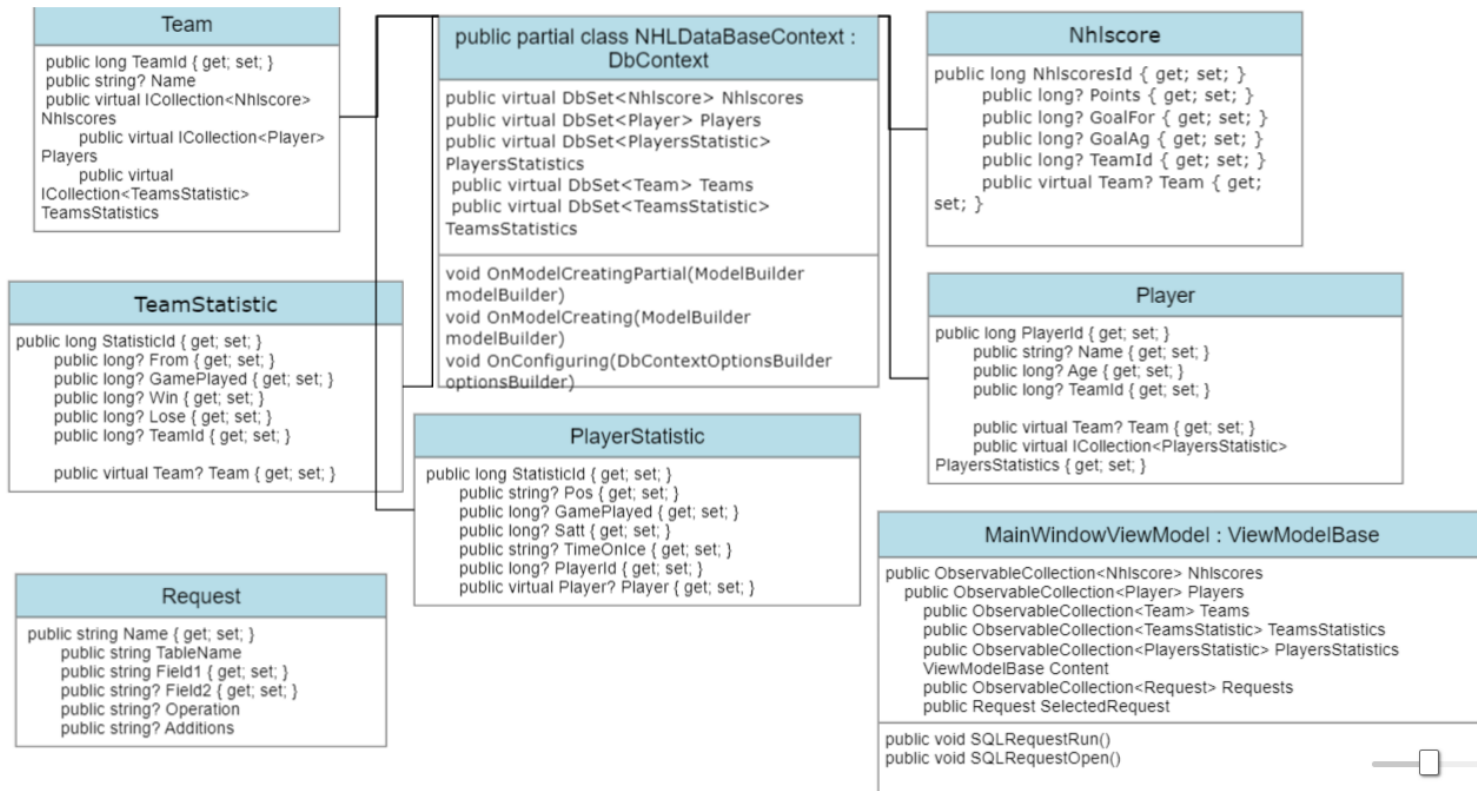 Team
public long TeamId { get; set; }
public string? Name
public virtual ICollection<Nhlscore>
Nhlscores
public virtual ICollection<Player>
Players
public virtual
ICollection<TeamsStatistic>
TeamsStatistics
public partial class NHLDataBaseContext :
DbContext
public virtual DbSet<Nhlscore> Nhlscores
public virtual DbSet<Player> Players
public virtual DbSet<PlayersStatistic>
PlayersStatistics
public virtual DbSet<Team> Teams
public virtual DbSet<TeamsStatistic>
TeamsStatistics
void OnModelCreatingPartial(ModelBuilder
modelBuilder)
void OnModelCreating(ModelBuilder
modelBuilder)
void OnConfiguring(DbContextOptionsBuilder
optionsBuilder)
Nhlscore
public long NhlscoresId { get; set; }
public long? Points { get; set; }
public long? GoalFor { get; set; }
public long? GoalAg { get; set; }
public long? TeamId { get; set; }
public virtual Team? Team { get;
set; }
TeamStatistic
public long StatisticId { get; set; }
public long? From { get; set; }
public long? GamePlayed { get; set; }
public long? Win { get; set; }
public long? Lose { get; set; }
public long? TeamId { get; set; }
public virtual Team? Team { get; set; }
Player
public long PlayerId { get; set; }
public string? Name { get; set; }
public long? Age { get; set; }
public long? TeamId { get; set; }
public virtual Team? Team { get; set; }
public virtual ICollection<PlayersStatistic>
PlayersStatistics { get; set; }
PlayerStatistic
public long StatisticId { get; set; }
public string? Pos { get; set; }
public long? GamePlayed { get; set; }
public long? Satt { get; set; }
public string? TimeOnIce { get; set; }
public long? PlayerId { get; set; }
public virtual Player? Player { get; set; }
Request
public string Name { get; set; }
public string TableName
public string Field1 { get; set; }
public string? Field2 { get; set; }
public string? Operation
public string? Additions
MainWindowViewModel : ViewModelBase
public ObservableCollection<Nhlscore> Nhlscores
public ObservableCollection<Player> Players
public ObservableCollection<Team> Teams
public ObservableCollection<TeamsStatistic> TeamsStatistics
public ObservableCollection<PlayersStatistic> PlayersStatistics
ViewModelBase Content
public ObservableCollection<Request> Requests
public Request SelectedRequest
public void SQLRequestRun()
public void SQLRequestOpen()